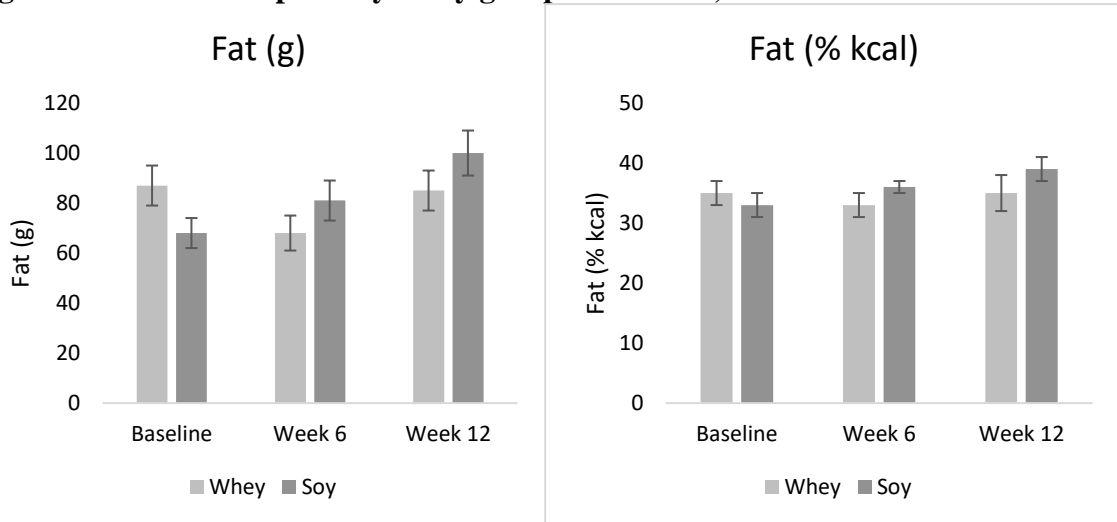 Fat (g)
120
100
80
60
40
20
0
Fat (g)
Baseline
Week 6
Week 12
Whey
Soy
Fat (% kcal)
50
40
30
20
10
0
Fat (% kcal)
Baseline
Week 6
Week 12
Whey
Soy